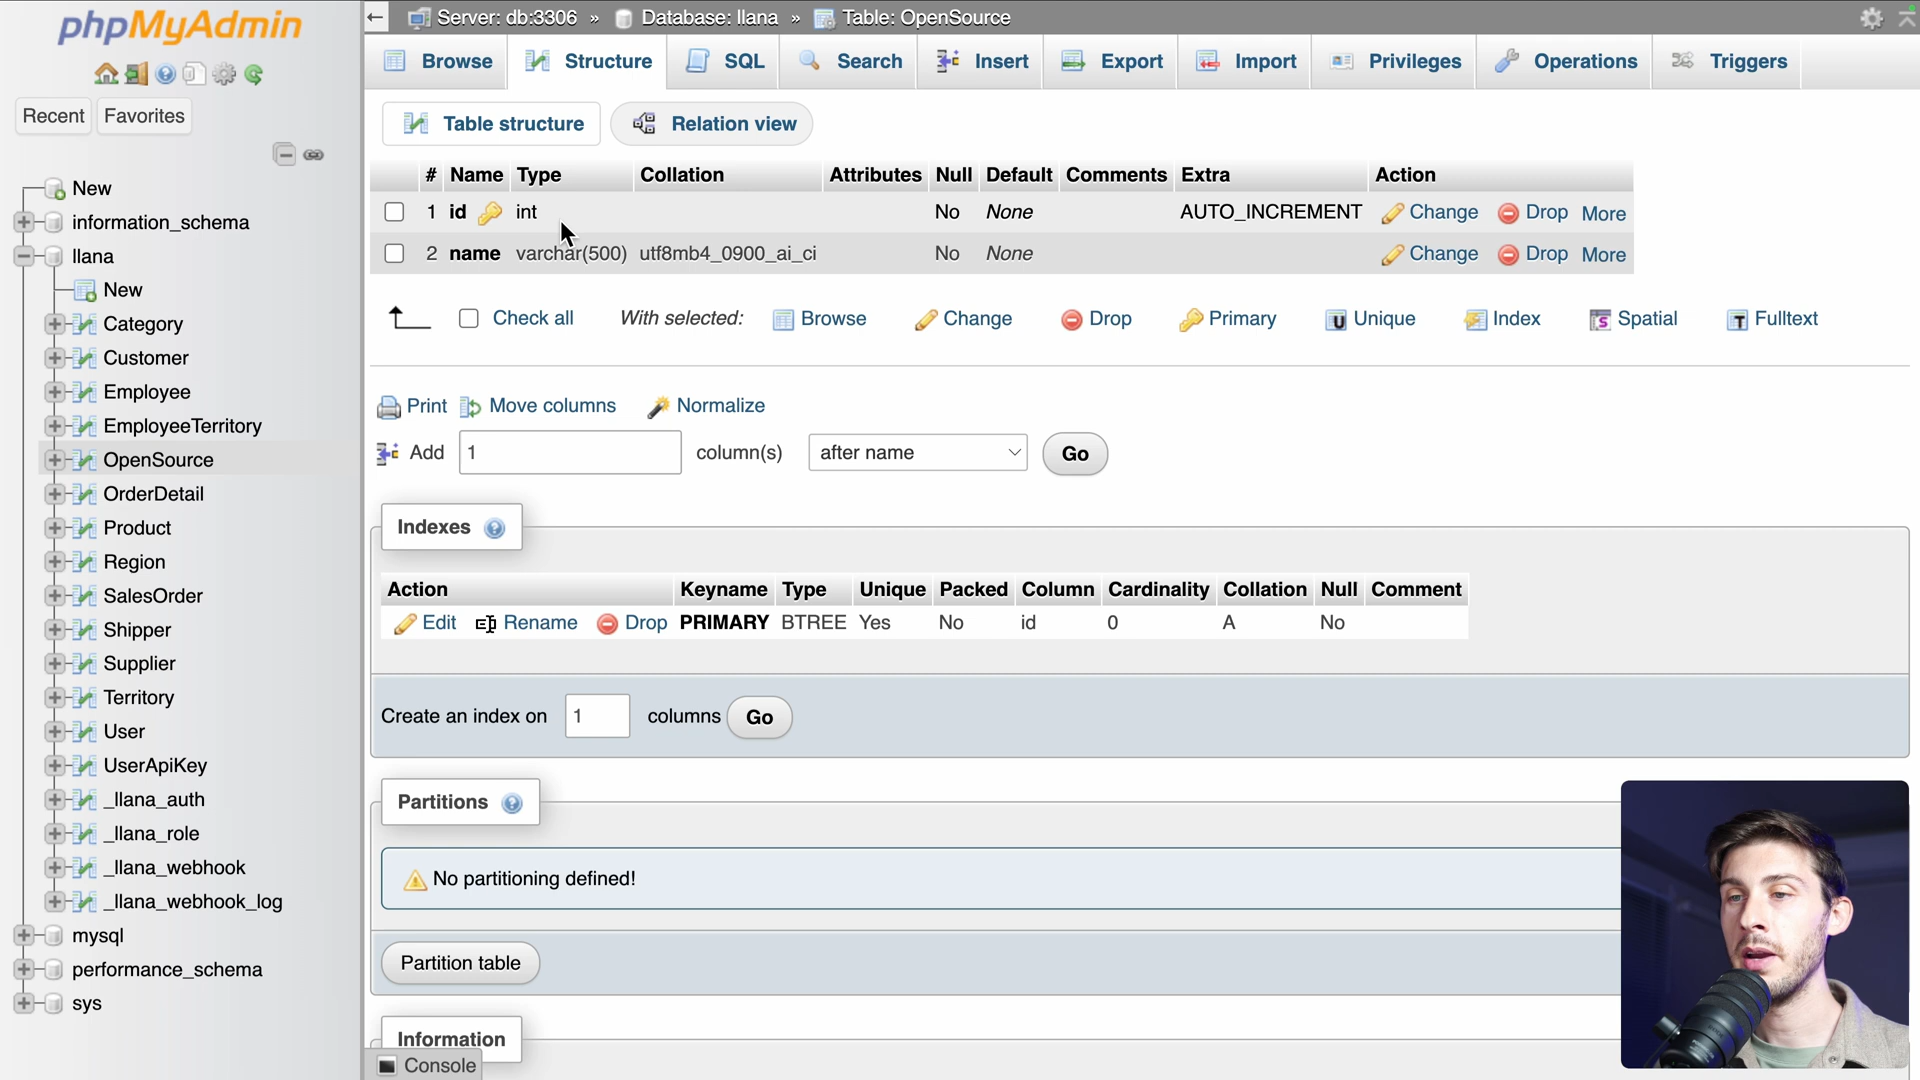 phpMyAdmin
Recent Favorites
New
information_schema
llana
New
Category
Customer
Employee
EmployeeTerritory
OpenSource
OrderDetail
Product
Region
SalesOrder
Shipper
Supplier
Territory
User
UserApiKey
_llana_auth
_llana_role
_llana_webhook
_llana_webhook_log
mysql
performance_schema
sys
Server: db:3306 » Database: llana » Table: OpenSource
Browse Structure SQL Search Insert Export Import Privileges Operations Triggers
Table structure Relation view
# Name Type Collation Attributes Null Default Comments Extra Action
1 id int No None AUTO_INCREMENT Change Drop More
2 name varchar(500) utf8mb4_0900_ai_ci No None Change Drop More
Check all With selected: Browse Change Drop Primary Unique Index Spatial Fulltext
Print Move columns Normalize
Add 1 column(s) after name Go
Indexes
Action Keyname Type Unique Packed Column Cardinality Collation Null Comment
Edit Rename Drop PRIMARY BTREE Yes No id 0 A No
Create an index on 1 columns Go
Partitions
No partitioning defined!
Partition table
Information
Console